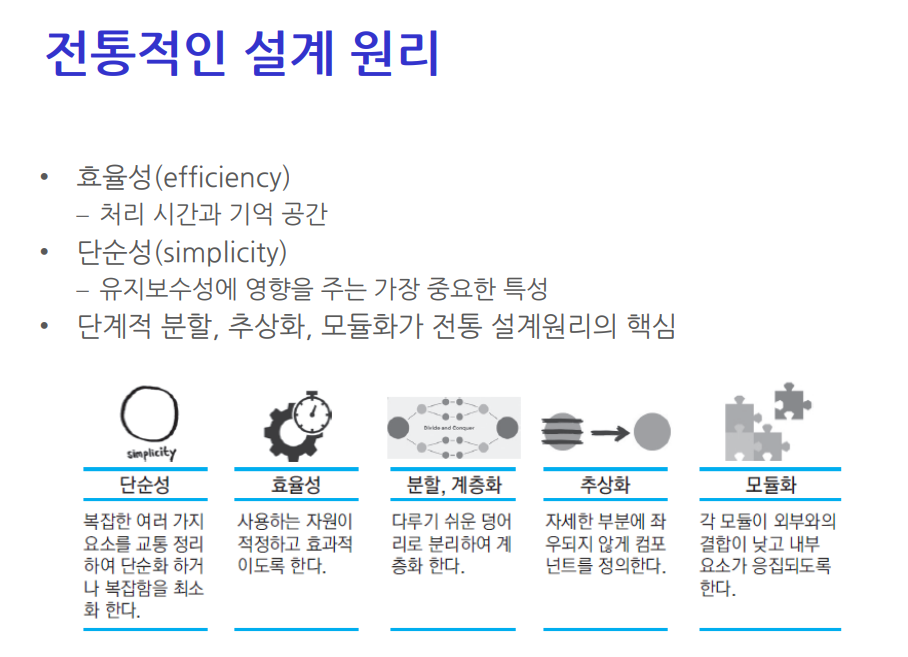 전통적인 설계 원리
• 효율성(efficiency)
– 처리 시간과 기억 공간
• 단순성(simplicity)
– 유지보수성에 영향을 주는 가장 중요한 특성
• 단계적 분할, 추상화, 모듈화가 전통 설계원리의 핵심
simplicity
Divide and Conquer
단순성
복잡한 여러 가지
요소를 교통 정리
하여 단순화 하거
나 복잡함을 최소
화 한다.
효율성
사용하는 자원이
적정하고 효과적
이도록 한다.
분할, 계층화
다루기 쉬운 덩어
리로 분리하여 계
층화 한다.
추상화
자세한 부분에 좌
우되지 않게 컴포
넌트를 정의한다.
모듈화
각 모듈이 외부와의
결합이 낮고 내부
요소가 응집되도록
한다.